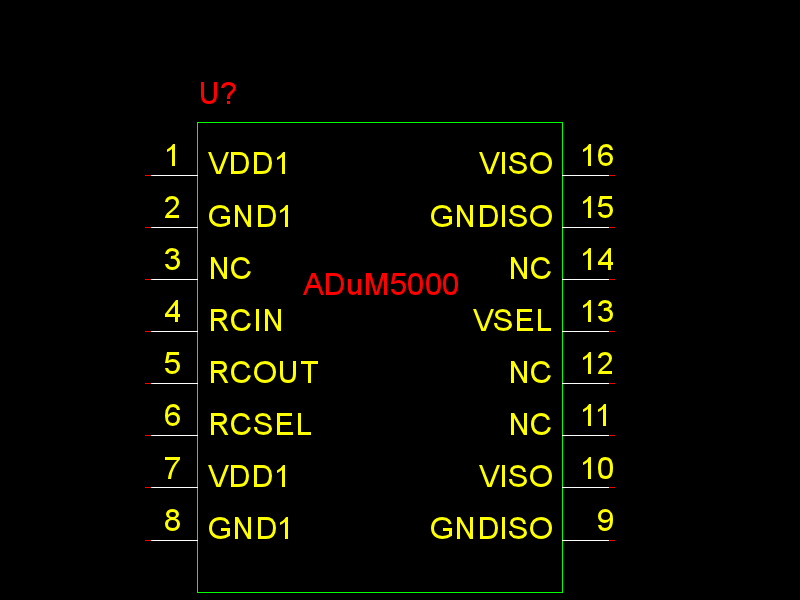 U?
1 VDD1 VISO 16
2 GND1 GNDISO 15
3 NC NC 14
ADuM5000
4 RCIN VSEL 13
5 RCOUT NC 12
6 RCSEL NC 11
7 VDD1 VISO 10
8 GND1 GNDISO 9